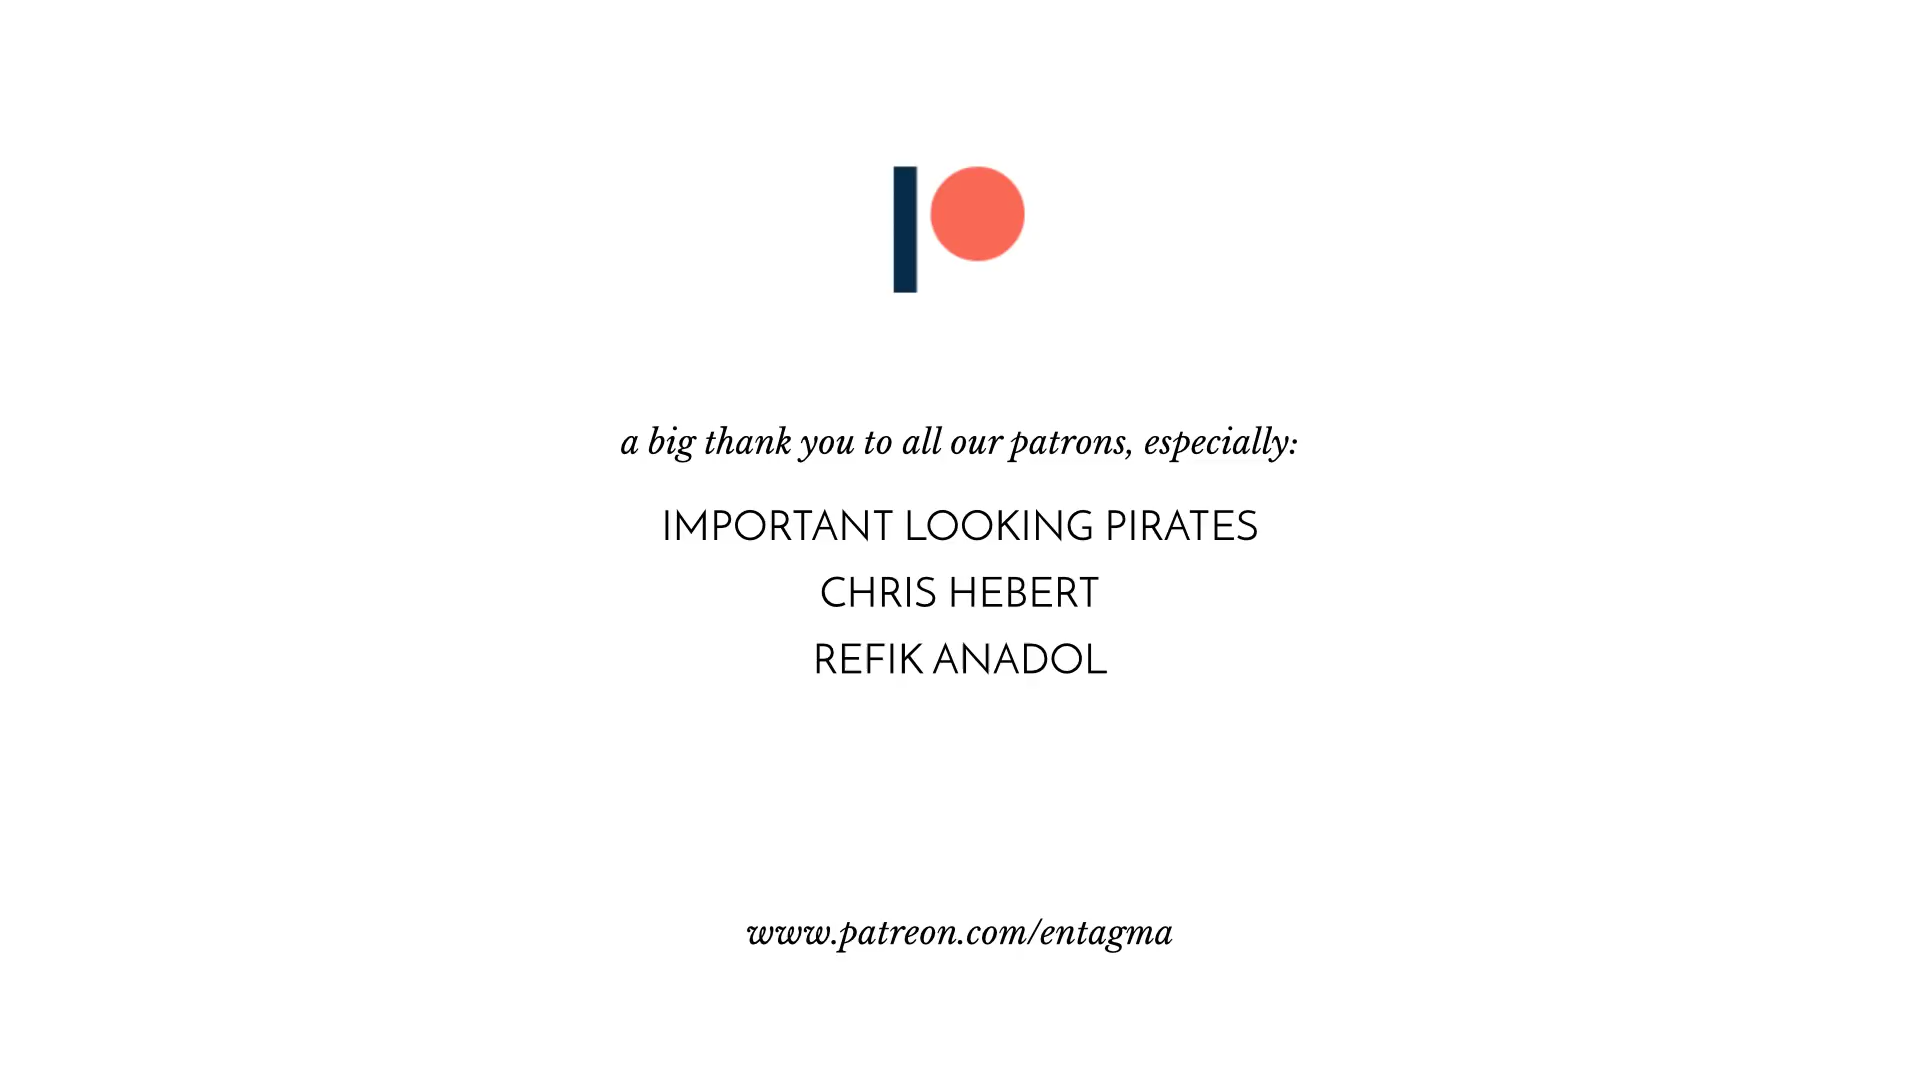 a big thank you to all our patrons, especially:
IMPORTANT LOOKING PIRATES
CHRIS HEBERT
REFIK ANADOL
www.patreon.com/entagma